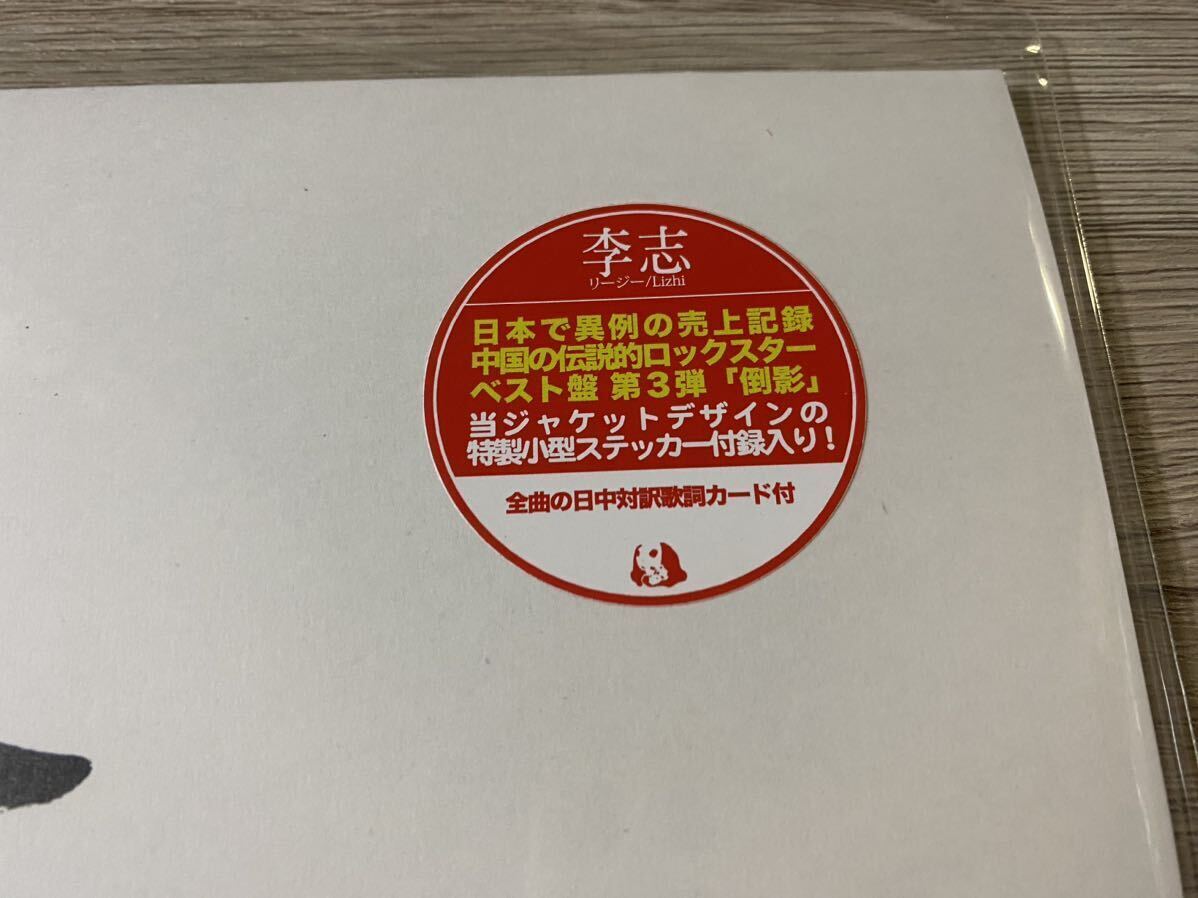 李志
リージー/Lizhi
日本で異例の売上記録
中国の伝説的ロックスター
ベスト盤 第3弾「倒影」
当ジャケットデザインの
特製小型ステッカー付録入り!
全曲の日中対訳歌詞カード付